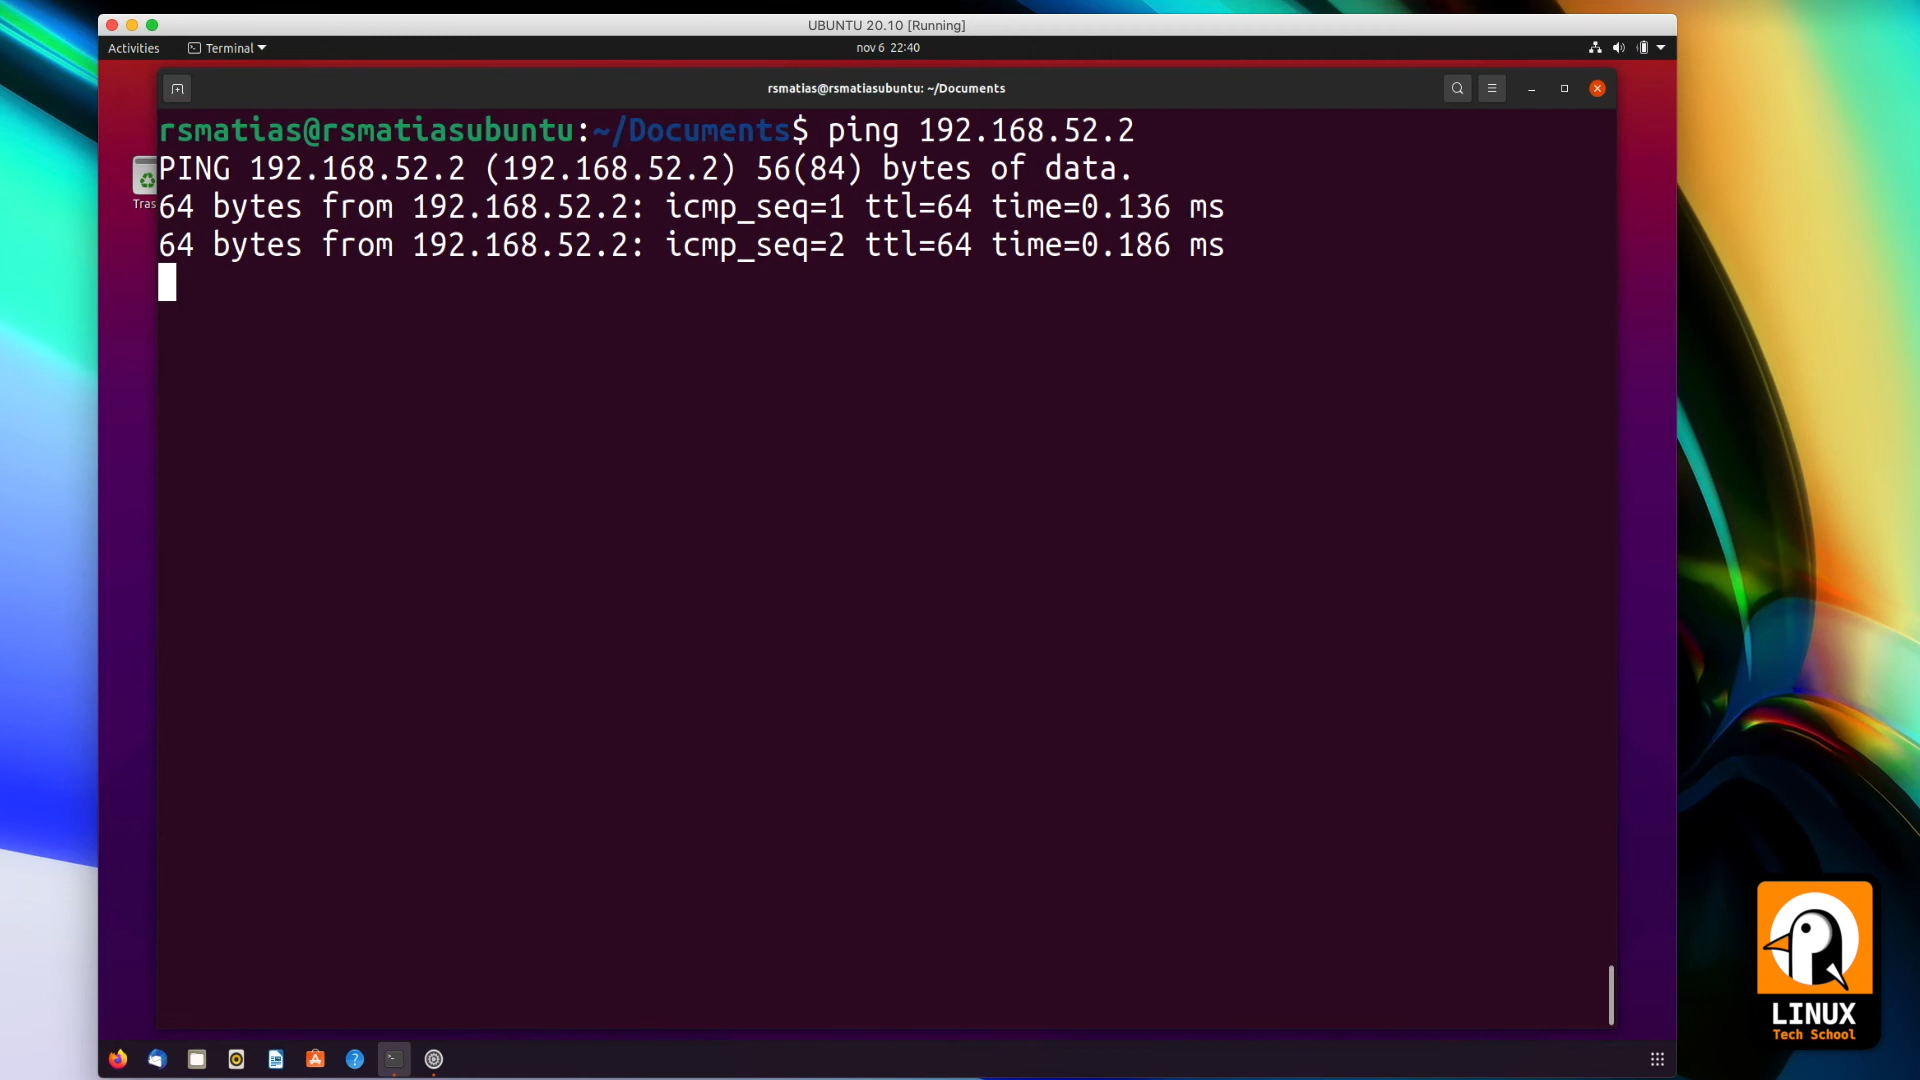 UBUNTU 20.10 [Running]
Activities
Terminal
nov 6 22:40
rsmatias@rsmatiasubuntu: ~/Documents
rsmatias@rsmatiasubuntu:~/Documents$ ping 192.168.52.2
PING 192.168.52.2 (192.168.52.2) 56(84) bytes of data.
64 bytes from 192.168.52.2: icmp_seq=1 ttl=64 time=0.136 ms
64 bytes from 192.168.52.2: icmp_seq=2 ttl=64 time=0.186 ms
Tras
LINUX
Tech School